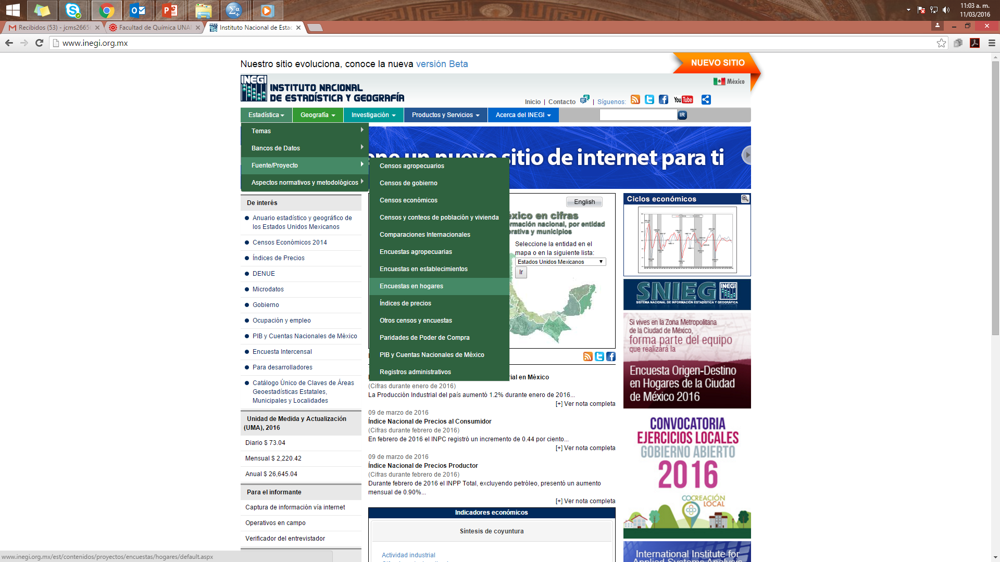 11:03 a. m.
11/03/2016
Recibidos (53) - jcms2665
Facultad de Química UNA
Instituto Nacional de Estad
www.inegi.org.mx
Nuestro sitio evoluciona, conoce la nueva versión Beta
NUEVO SITIO
INEGI
INSTITUTO NACIONAL
DE ESTADÍSTICA Y GEOGRAFÍA
México
Inicio | Contacto | Síguenos: YouTube
Estadística Geografía Investigación Productos y Servicios Acerca del INEGI IR
Temas
Bancos de Datos
Fuente/Proyecto
Aspectos normativos y metodológicos
ene un nuevo sitio de internet para ti
Censos agropecuarios
Censos de gobierno
Censos económicos
Censos y conteos de población y vivienda
Comparaciones Internacionales
Encuestas agropecuarias
Encuestas en establecimientos
Encuestas en hogares
Índices de precios
Otros censos y encuestas
Paridades de Poder de Compra
PIB y Cuentas Nacionales de México
Registros administrativos
De interés
Anuario estadístico y geográfico de
los Estados Unidos Mexicanos
Censos Económicos 2014
Índices de Precios
DENUE
Microdatos
Gobierno
Ocupación y empleo
PIB y Cuentas Nacionales de México
Encuesta Intercensal
Para desarrolladores
Catálogo Único de Claves de Áreas
Geoestadísticas Estatales,
Municipales y Localidades
Unidad de Medida y Actualización
(UMA), 2016
Diario $ 73.04
Mensual $ 2,220.42
Anual $ 26,645.04
Para el informante
Captura de información vía internet
Operativos en campo
Verificador del entrevistador
English
éxico en cifras
formación nacional, por entidad
erativa y municipios
Seleccione la entidad en el
mapa o en la siguiente lista:
Estados Unidos Mexicanos
Ir
rial en México
(Cifras durante enero de 2016)
La Producción Industrial del país aumentó 1.2% durante enero de 2016...
[+] Ver nota completa
09 de marzo de 2016
Índice Nacional de Precios al Consumidor
(Cifras durante febrero de 2016)
En febrero de 2016 el INPC registró un incremento de 0.44 por ciento...
[+] Ver nota completa
09 de marzo de 2016
Índice Nacional de Precios Productor
(Cifras durante febrero de 2016)
Durante febrero de 2016 el INPP Total, excluyendo petróleo, presentó un aumento
mensual de 0.90%...
[+] Ver nota completa
Indicadores económicos
Síntesis de coyuntura
Actividad industrial
Ciclos económicos
SNIEG INEGI
SISTEMA NACIONAL DE INFORMACIÓN ESTADÍSTICA Y GEOGRÁFICA
Si vives en la Zona Metropolitana
de la Ciudad de México,
forma parte del equipo
que realizará la
Encuesta Origen-Destino
en Hogares de la Ciudad
de México 2016
CONVOCATORIA
EJERCICIOS LOCALES
GOBIERNO ABIERTO
2016
COCREACIÓN
LOCAL
International Institute for
Applied Systems Analysis
www.inegi.org.mx/est/contenidos/proyectos/encuestas/hogares/default.aspx